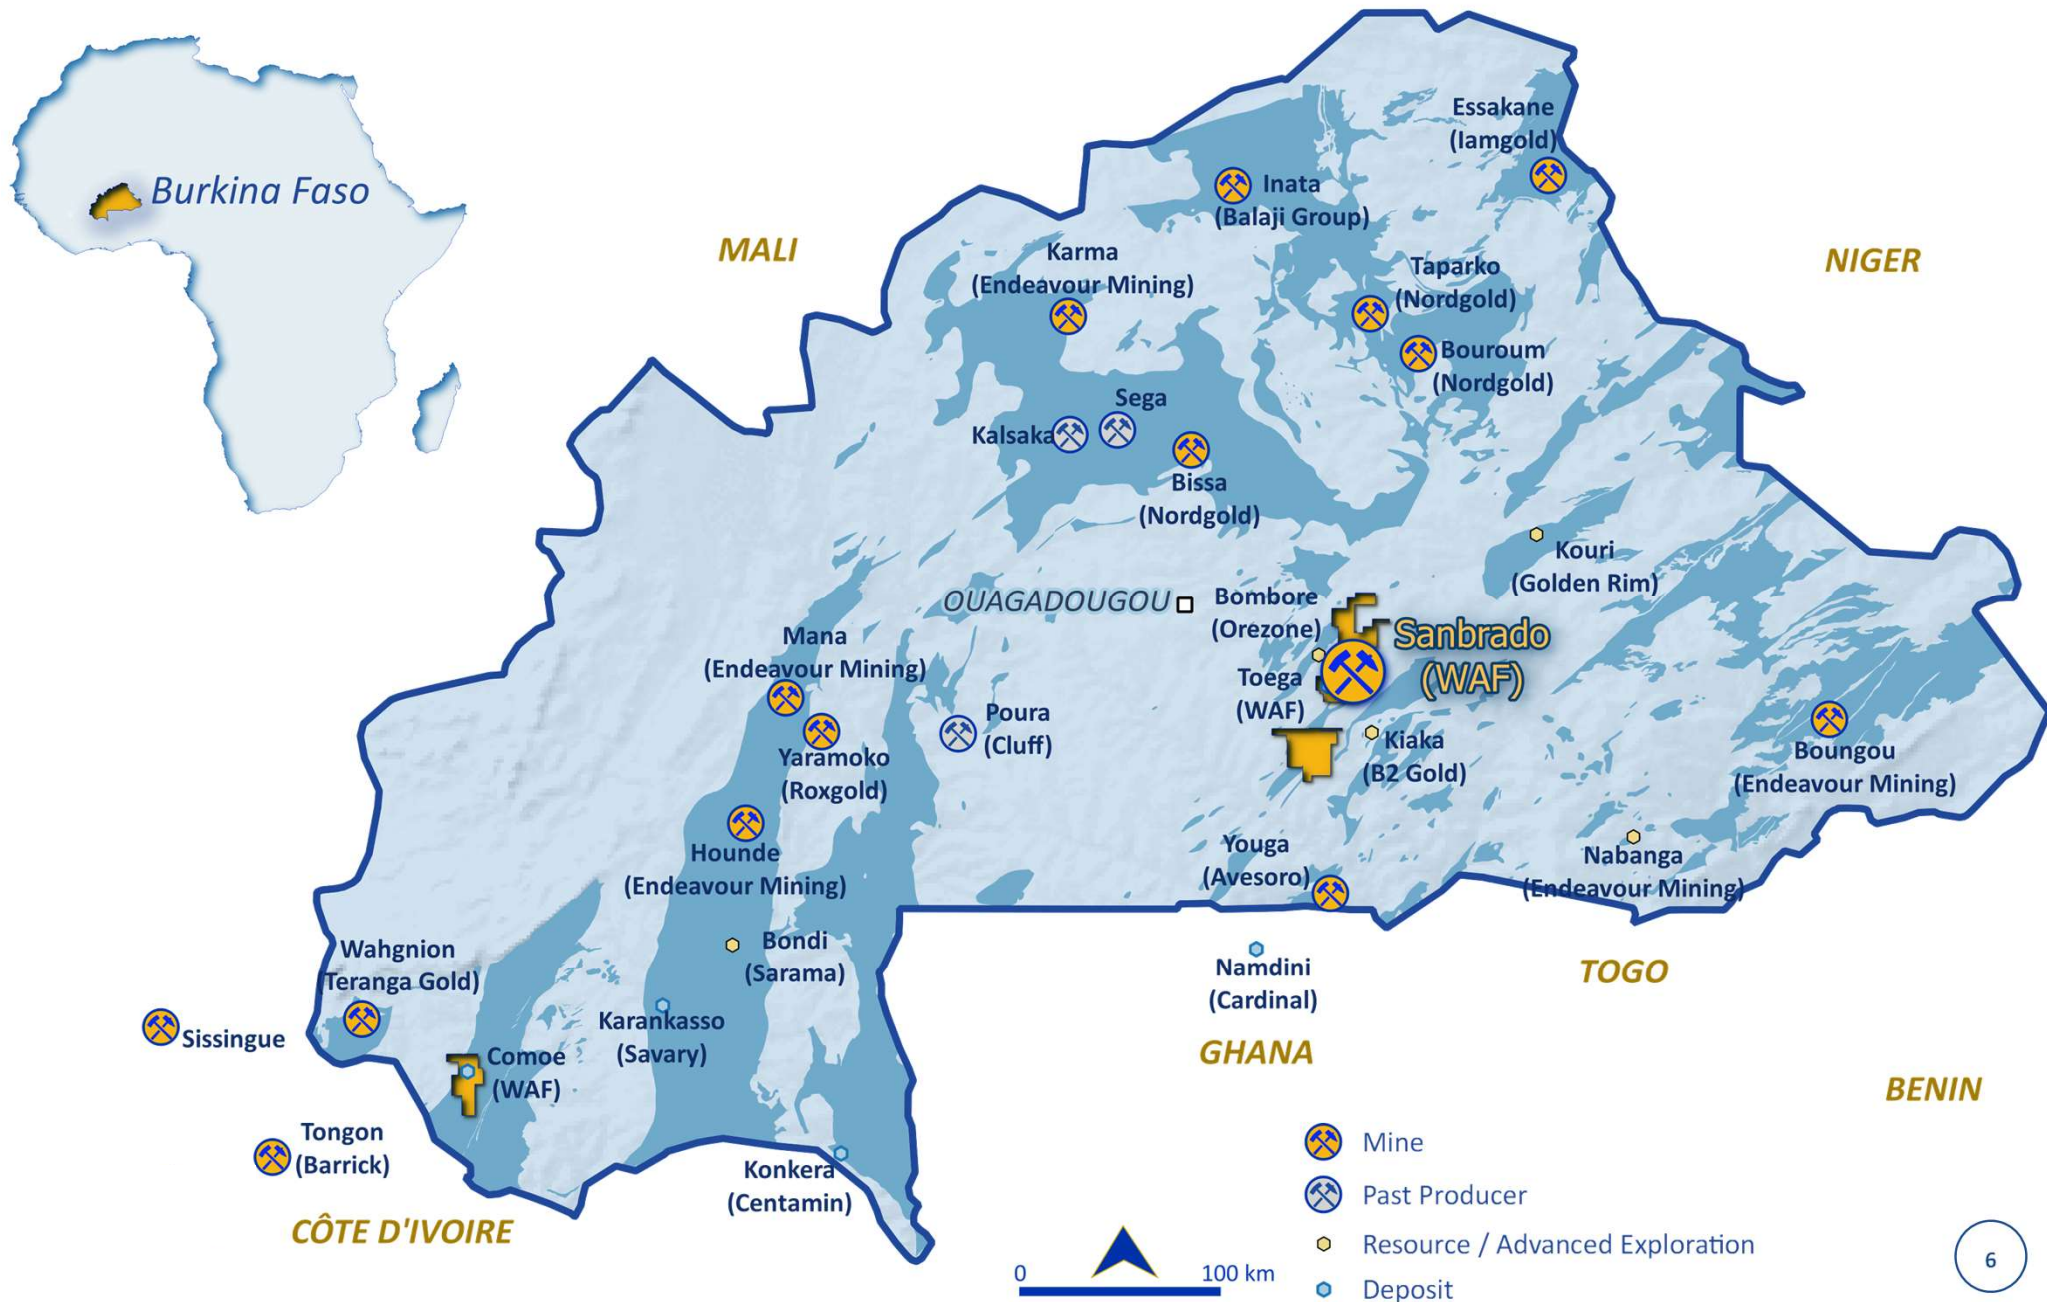 Burkina Faso
MALI
NIGER
Essakane
(Iamgold)
Inata
(Balaji Group)
Karma
(Endeavour Mining)
Taparko
(Nordgold)
Bouroum
(Nordgold)
Sega
Kalsaka
Bissa
(Nordgold)
Kouri
(Golden Rim)
OUAGADOUGOU
Bombore
(Orezone)
Sanbrado
(WAF)
Mana
(Endeavour Mining)
Toega
(WAF)
Poura
(Cluff)
Yaramoko
(Roxgold)
Kiaka
(B2 Gold)
Boungou
(Endeavour Mining)
Hounde
(Endeavour Mining)
Youga
(Avesoro)
Nabanga
(Endeavour Mining)
Wahgnion
(Teranga Gold)
Bondi
(Sarama)
Namdini
(Cardinal)
TOGO
Sissingue
Karankasso
(Savary)
Comoe
(WAF)
GHANA
BENIN
Tongon
(Barrick)
Konkera
(Centamin)
CÔTE D'IVOIRE
Mine
Past Producer
Resource / Advanced Exploration
Deposit
0 100 km
6